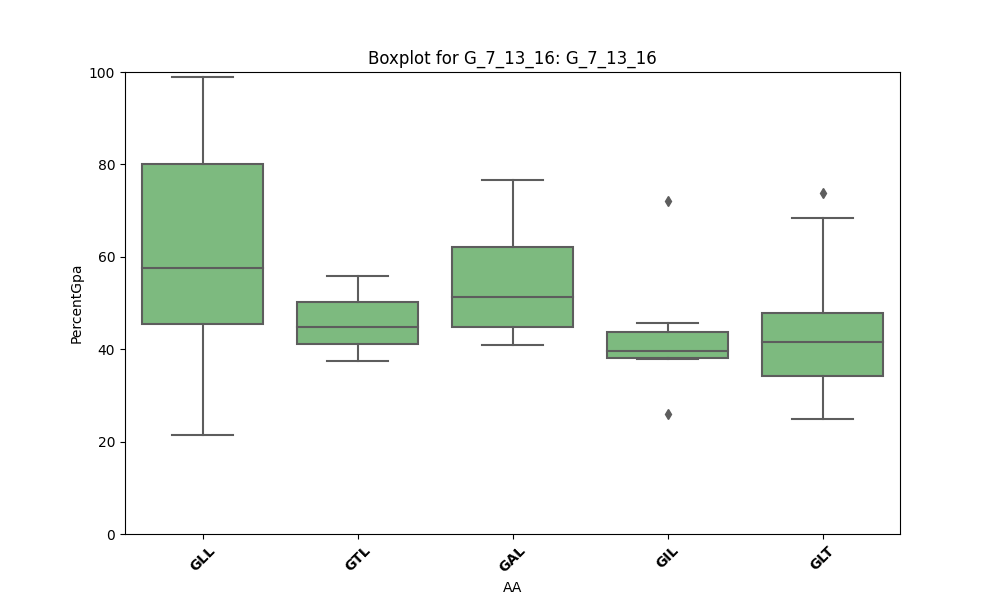 Boxplot for G_7_13_16: G_7_13_16
100
80
60
40
20
0
PercentGpa
GLL
GTL
GAL
GIL
GLT
AA